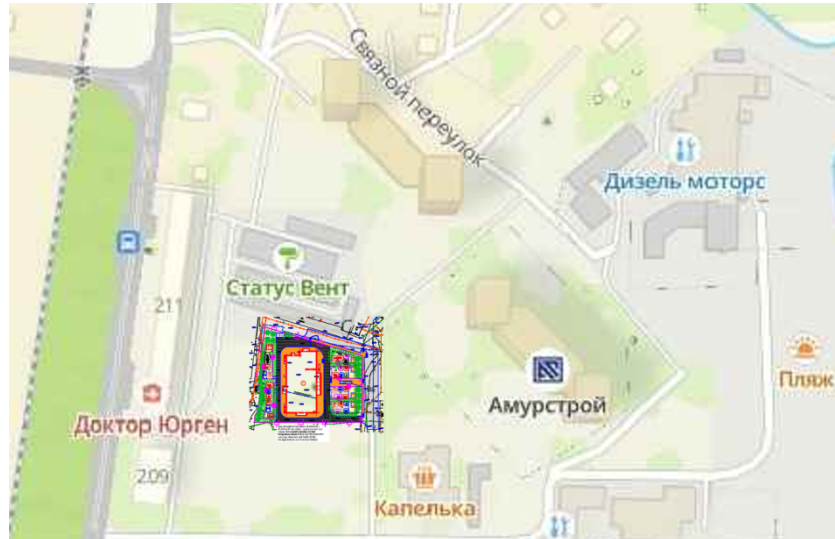 Связной переулок
Дизель моторс
Статус Вент
211
Пляж
Амурстрой
Доктор Юрген
209
Капелька